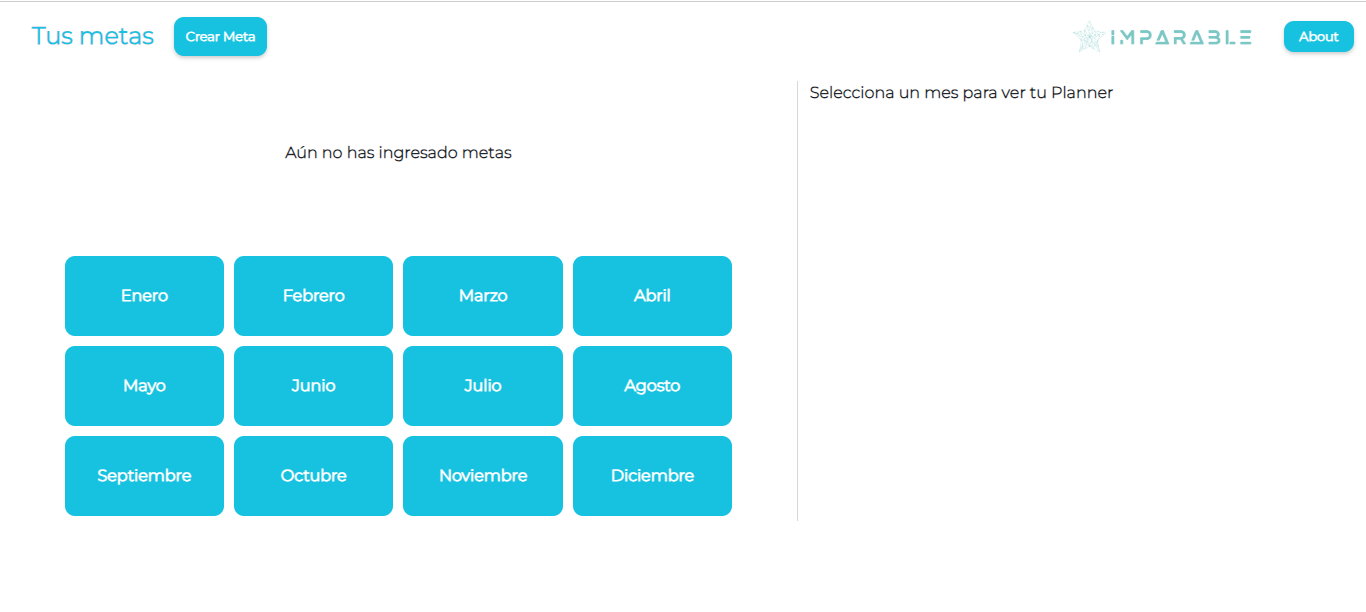 Tus metas
Crear Meta
IMPARABLE
About
Aún no has ingresado metas
Selecciona un mes para ver tu Planner
Enero
Febrero
Marzo
Abril
Mayo
Junio
Julio
Agosto
Septiembre
Octubre
Noviembre
Diciembre